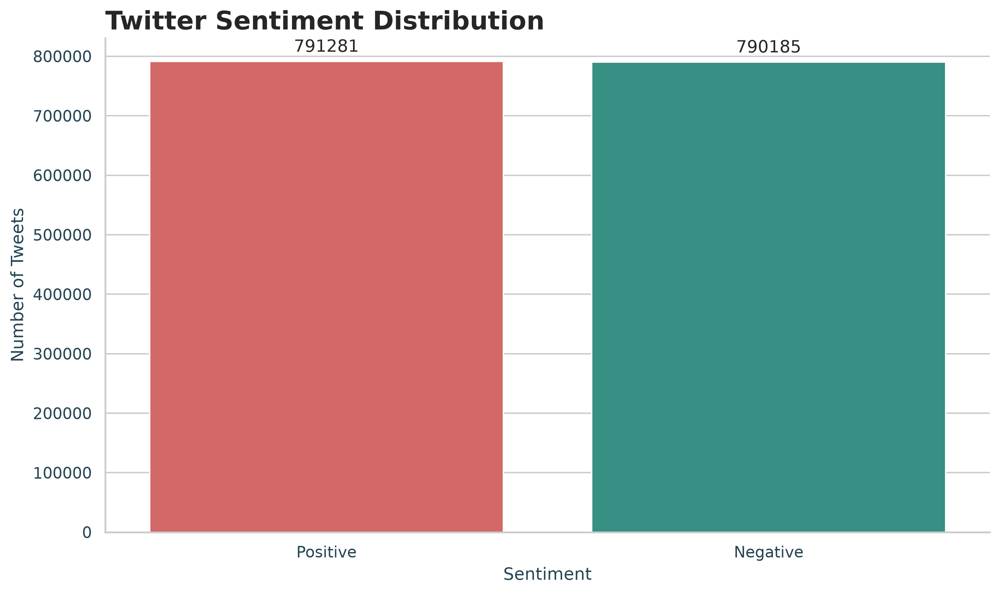 Twitter Sentiment Distribution
791281
790185
800000
700000
600000
500000
400000
300000
200000
100000
0
Number of Tweets
Positive
Negative
Sentiment